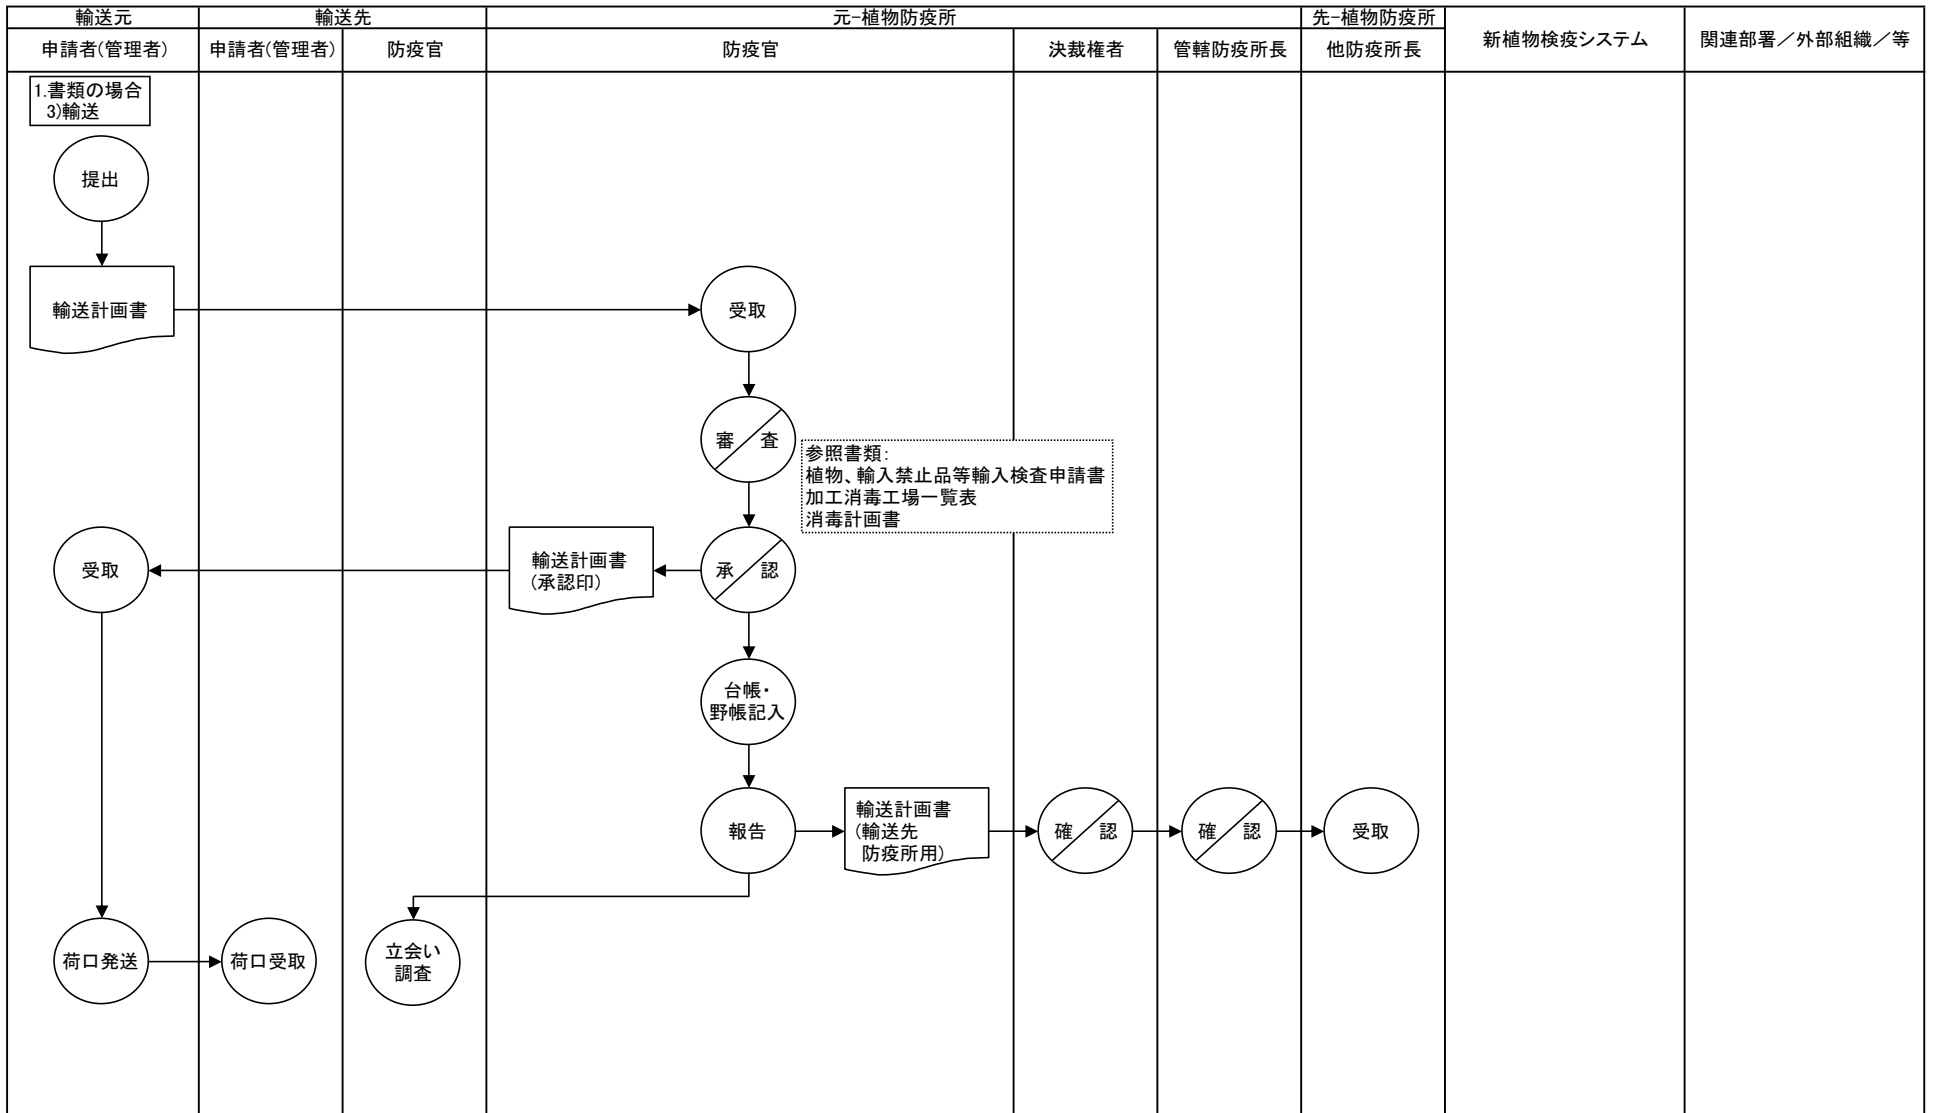 輸送元
輸送先
元-植物防疫所
先-植物防疫所
新植物検疫システム
関連部署／外部組織／等
申請者(管理者)
申請者(管理者)
防疫官
防疫官
決裁権者
管轄防疫所長
他防疫所長
1.書類の場合
3)輸送
提出
輸送計画書
受取
審 査
参照書類：
植物、輸入禁止品等輸入検査申請書
加工消毒工場一覧表
消毒計画書
受取
輸送計画書
(承認印)
承 認
台帳・
野帳記入
報告
輸送計画書
(輸送先
防疫所用)
確 認
確 認
受取
荷口発送
荷口受取
立会い
調査